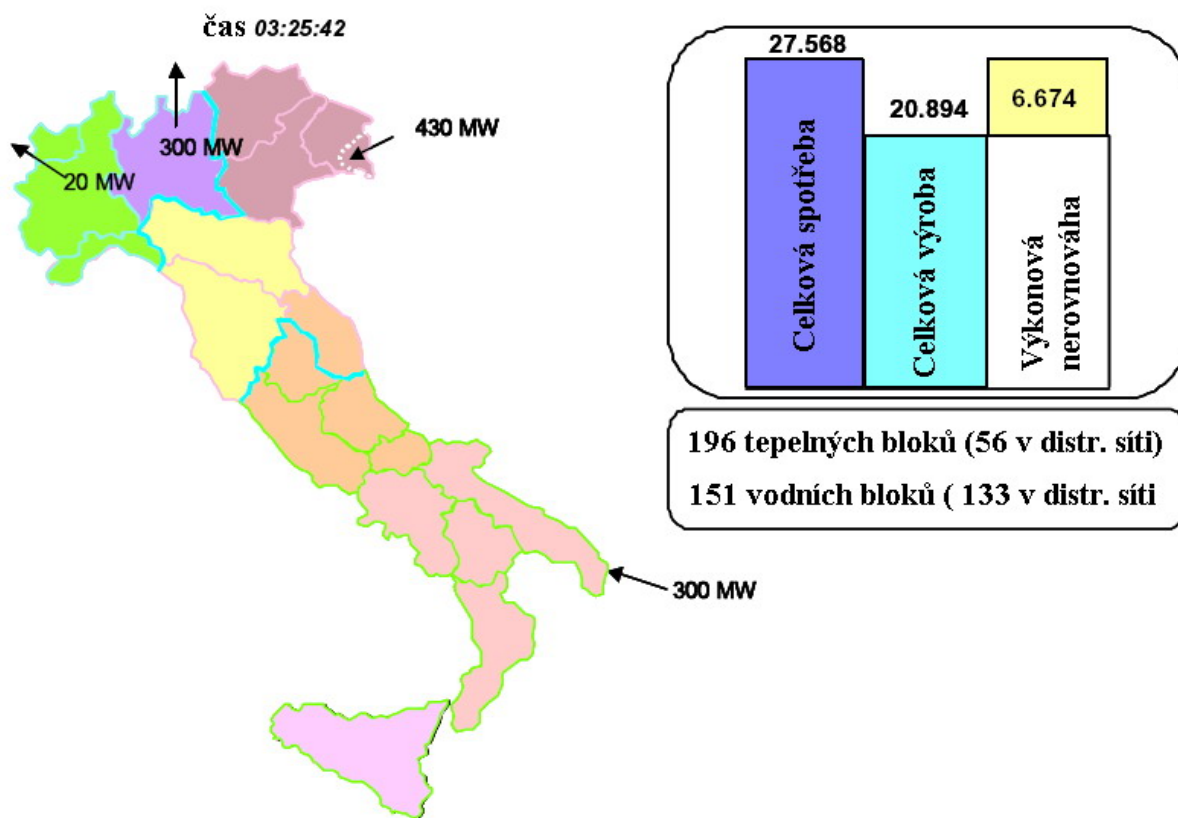 čas 03:25:42
300 MW
430 MW
20 MW
300 MW
27.568
20.894
6.674
Celková spotřeba
Celková výroba
Výkonová
nerovnováha
196 tepelných bloků (56 v distr. síti)
151 vodních bloků ( 133 v distr. síti